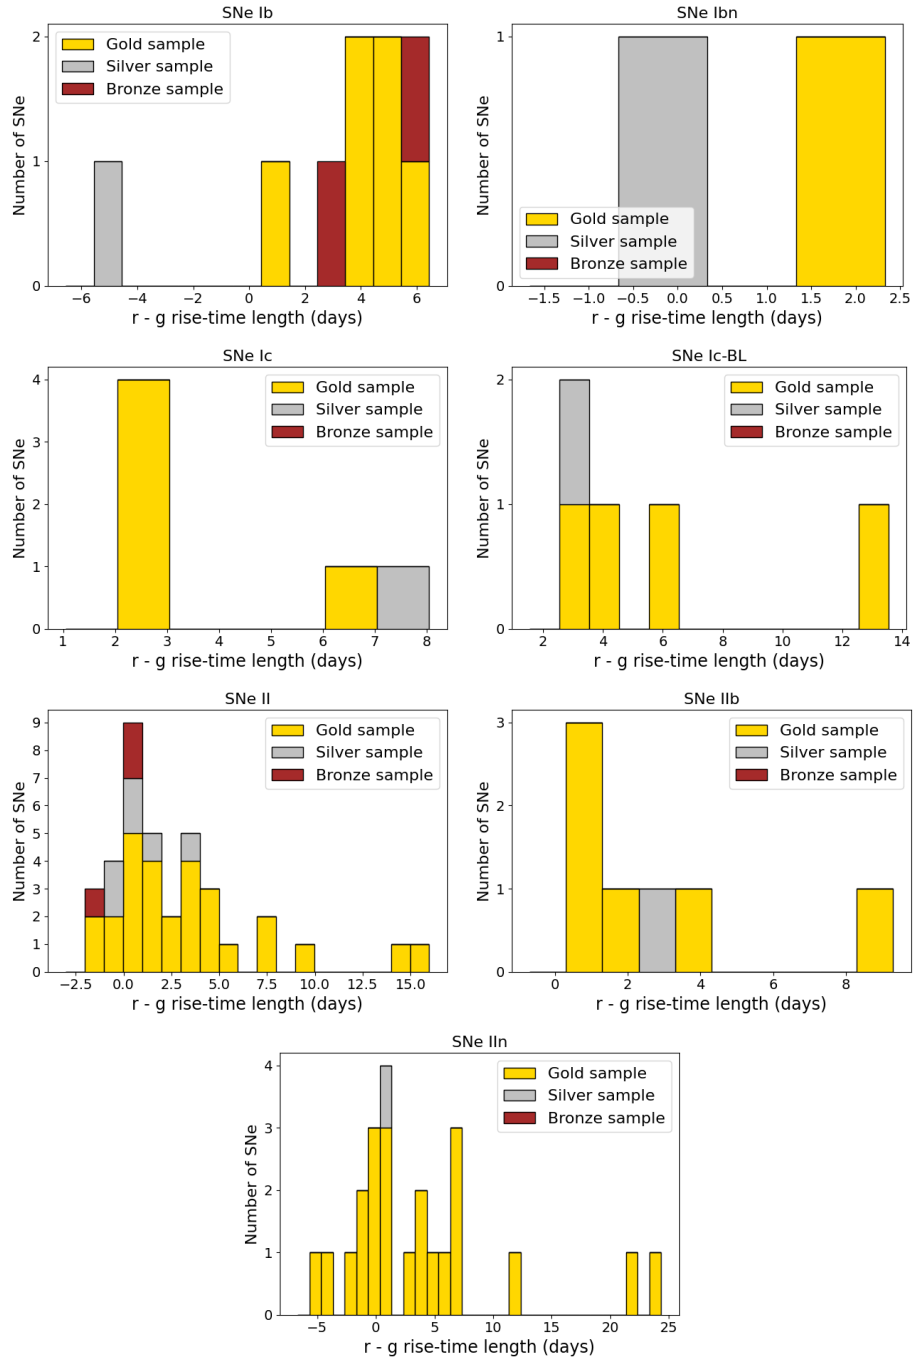 SNe Ib
Number of SNe
2
1
0
Gold sample
Silver sample
Bronze sample
−6 −4 −2 0 2 4 6
r - g rise-time length (days)
SNe Ibn
Number of SNe
1
0
Gold sample
Silver sample
Bronze sample
−1.5 −1.0 −0.5 0.0 0.5 1.0 1.5 2.0 2.5
r - g rise-time length (days)
SNe Ic
Number of SNe
4
3
2
1
0
Gold sample
Silver sample
Bronze sample
1 2 3 4 5 6 7 8
r - g rise-time length (days)
SNe Ic-BL
Number of SNe
2
1
0
Gold sample
Silver sample
Bronze sample
2 4 6 8 10 12 14
r - g rise-time length (days)
SNe II
Number of SNe
9
8
7
6
5
4
3
2
1
0
Gold sample
Silver sample
Bronze sample
−2.5 0.0 2.5 5.0 7.5 10.0 12.5 15.0
r - g rise-time length (days)
SNe IIb
Number of SNe
3
2
1
0
Gold sample
Silver sample
Bronze sample
0 2 4 6 8
r - g rise-time length (days)
SNe IIn
Number of SNe
4
3
2
1
0
Gold sample
Silver sample
Bronze sample
−5 0 5 10 15 20 25
r - g rise-time length (days)